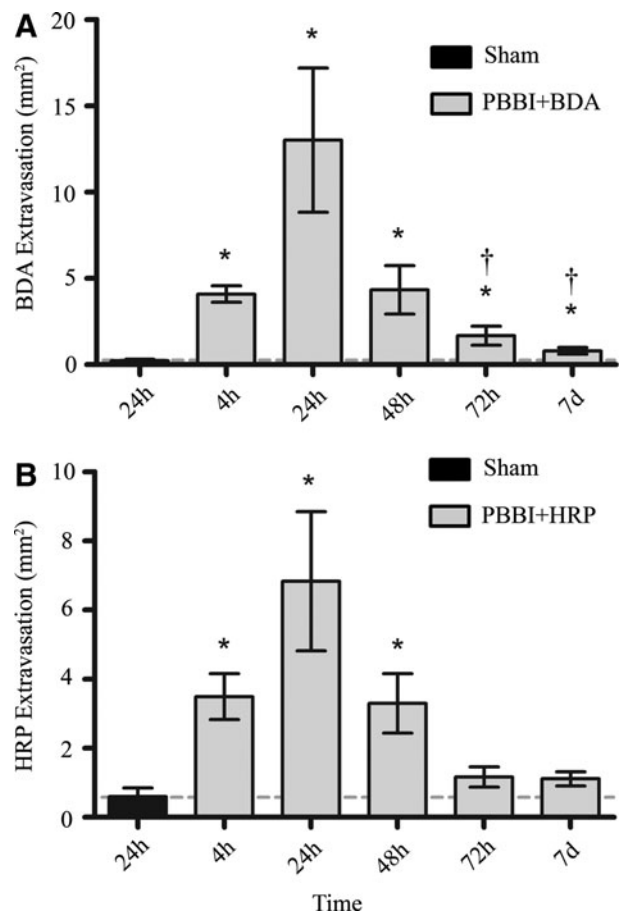 A
BDA Extravasation (mm²)
20
15
10
5
0
Sham
PBBI+BDA
*
*
*
†
*
†
*
24h
4h
24h
48h
72h
7d
B
HRP Extravasation (mm²)
10
8
6
4
2
0
Sham
PBBI+HRP
*
*
*
24h
4h
24h
48h
72h
7d
Time